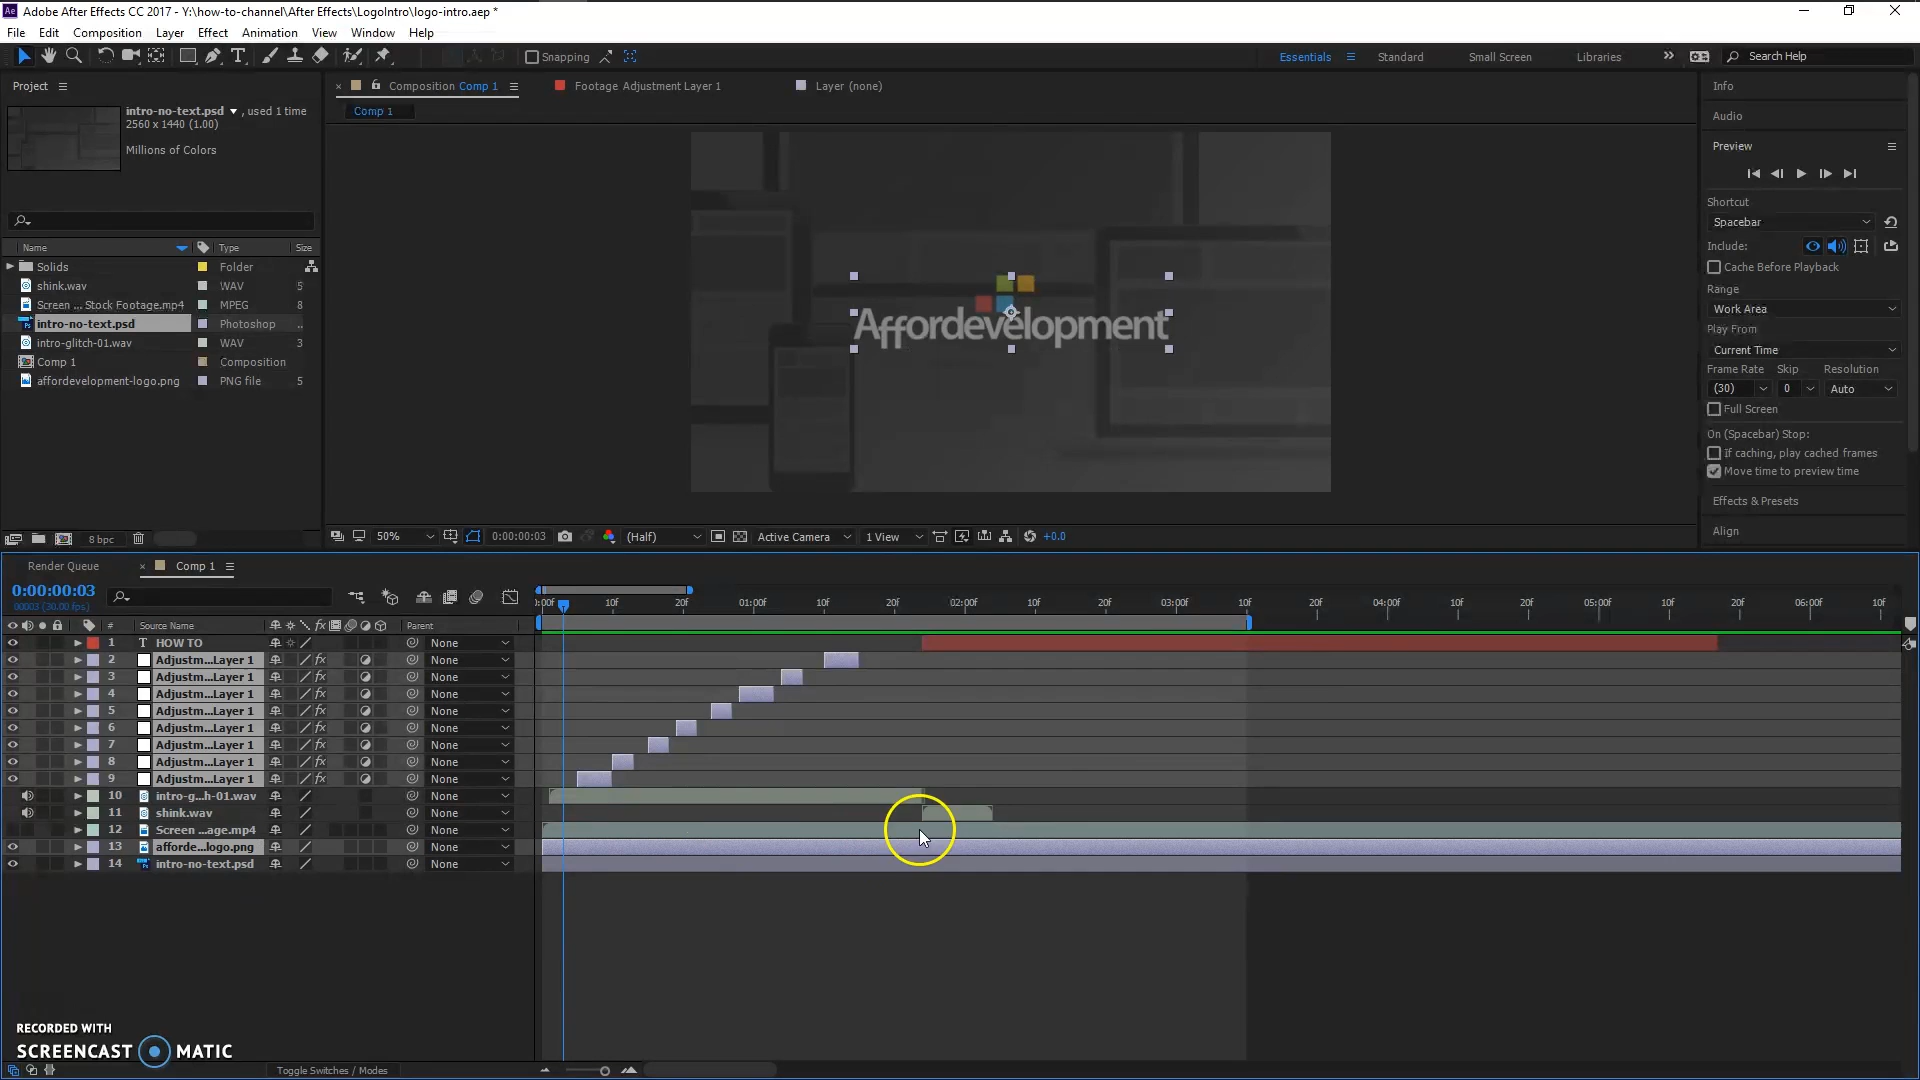 Ae Adobe After Effects CC 2017 - Y:\how-to-channel\After Effects\LogoIntro\logo-intro.aep *
File Edit Composition Layer Effect Animation View Window Help
Snapping
Essentials Standard Small Screen Libraries Search Help
Project
Composition Comp 1
Footage Adjustment Layer 1
Layer (none)
Info
Comp 1
intro-no-text.psd , used 1 time
2560 x 1440 (1.00)
Millions of Colors
Audio
Preview
Shortcut
Spacebar
Include:
Cache Before Playback
Range
Work Area
Play From
Current Time
Frame Rate Skip Resolution
(30) 0 Auto
Full Screen
On (Spacebar) Stop:
If caching, play cached frames
Move time to preview time
Effects & Presets
Align
Name Type Size
Solids Folder
shink.wav WAV 5
Screen ... Stock Footage.mp4 MPEG 8
intro-no-text.psd Photoshop ..
intro-glitch-01.wav WAV 3
Comp 1 Composition
affordevelopment-logo.png PNG file 5
Affordevelopment
8 bpc
50% 0:00:00:03 (Half) Active Camera 1 View +0.0
Render Queue Comp 1
0:00:00:03
00003 (30.00 fps)
:00f 10f 20f 01:00f 10f 20f 02:00f 10f 20f 03:00f 10f 20f 04:00f 10f 20f 05:00f 10f 20f 06:00f 10f
# Source Name Parent
1 T HOW TO None
2 Adjustm...Layer 1 fx None
3 Adjustm...Layer 1 fx None
4 Adjustm...Layer 1 fx None
5 Adjustm...Layer 1 fx None
6 Adjustm...Layer 1 fx None
7 Adjustm...Layer 1 fx None
8 Adjustm...Layer 1 fx None
9 Adjustm...Layer 1 fx None
10 intro-g...h-01.wav None
11 shink.wav None
12 Screen ...age.mp4 None
13 afforde...logo.png None
14 intro-no-text.psd None
RECORDED WITH
SCREENCAST MATIC
Toggle Switches / Modes